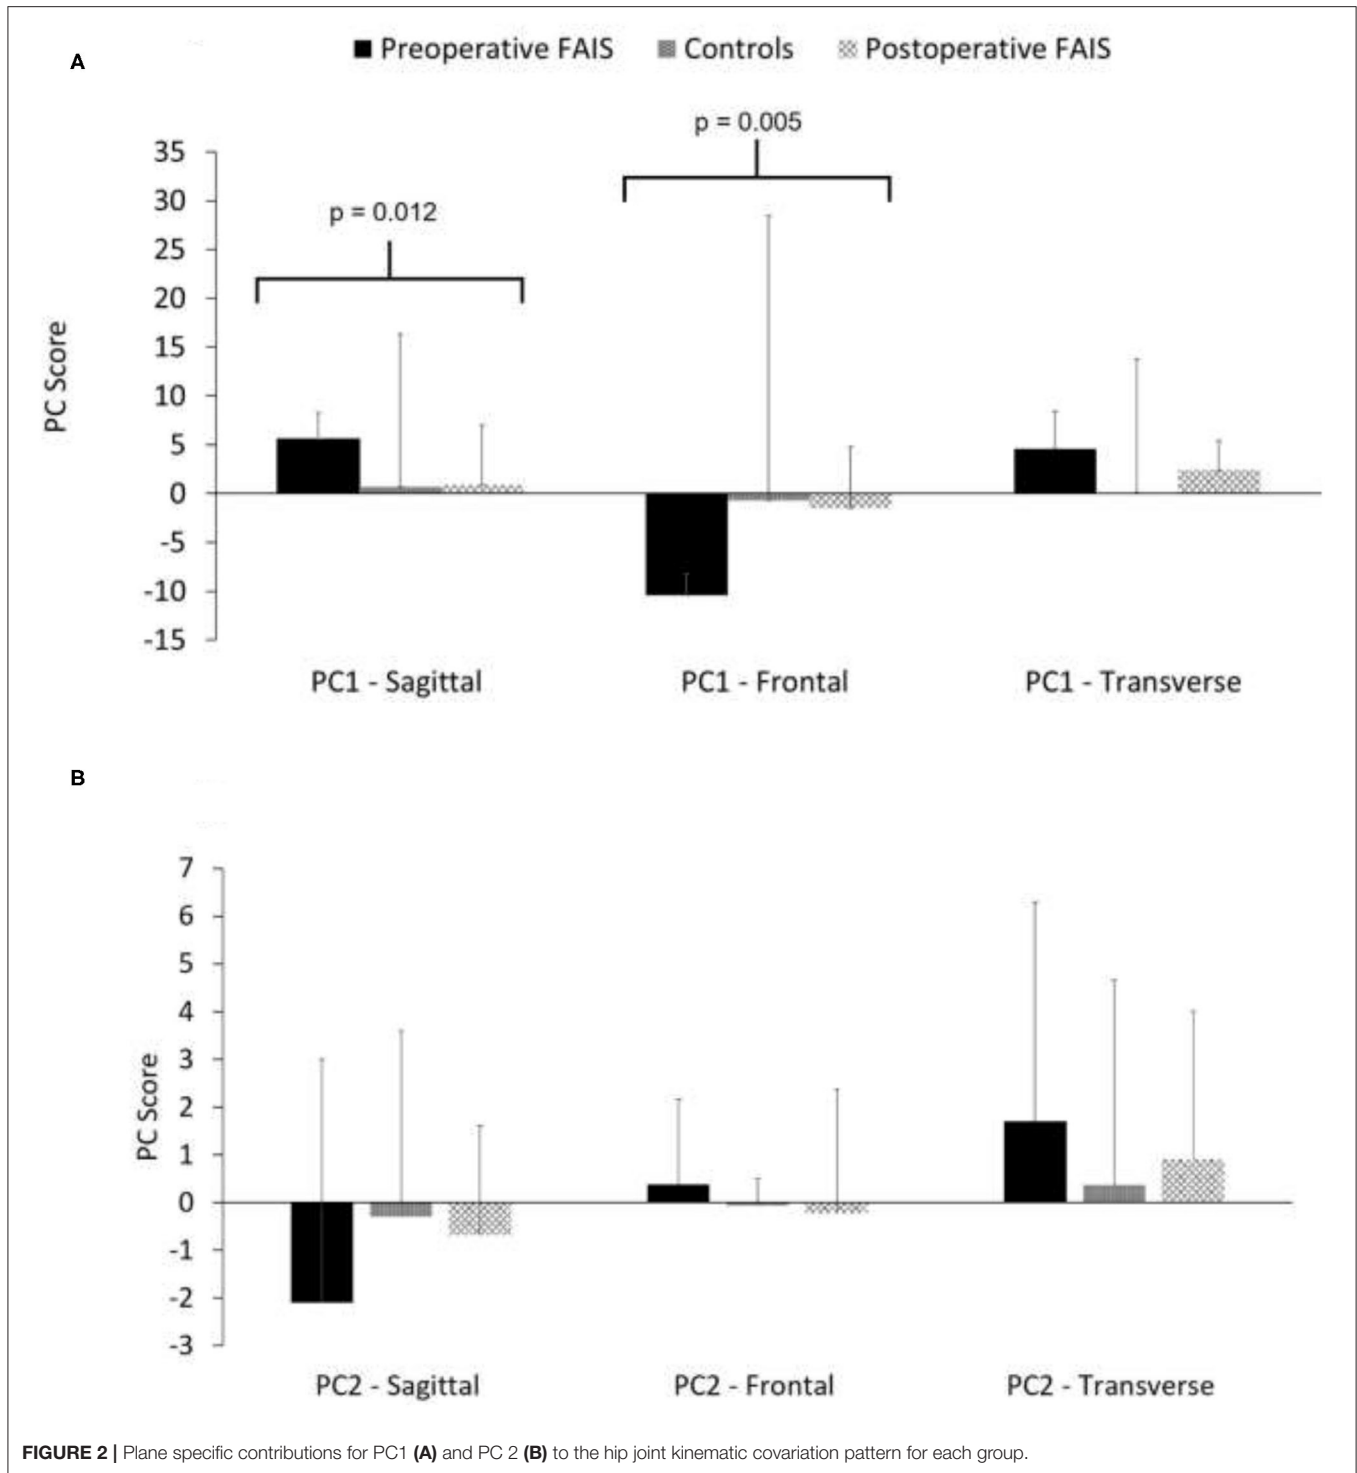 A
Preoperative FAIS Controls Postoperative FAIS
p = 0.005
p = 0.012
PC Score
35
30
25
20
15
10
5
0
-5
-10
-15
PC1 - Sagittal PC1 - Frontal PC1 - Transverse
B
PC Score
7
6
5
4
3
2
1
0
-1
-2
-3
PC2 - Sagittal PC2 - Frontal PC2 - Transverse
FIGURE 2 | Plane specific contributions for PC1 (A) and PC 2 (B) to the hip joint kinematic covariation pattern for each group.